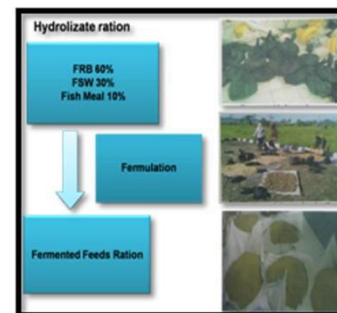 Hydrolizate ration
FRB 60%
FSW 30%
Fish Meal 10%
Fermulation
Fermented Feeds Ration